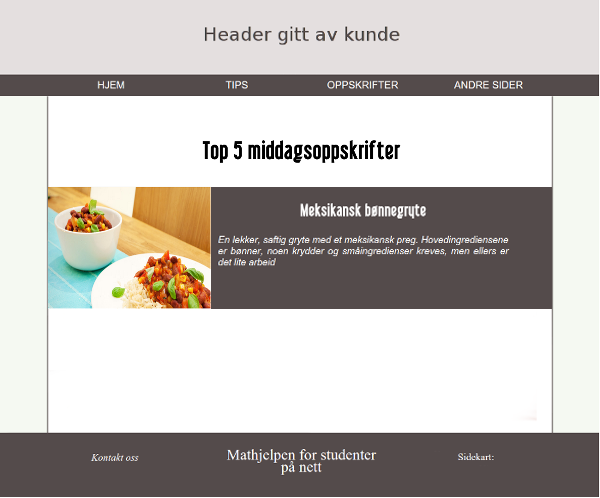 Header gitt av kunde
HJEM TIPS OPPSKRIFTER ANDRE SIDER
Top 5 middagsoppskrifter
Meksikansk bønnegryte
En lekker, saftig gryte med et meksikansk preg. Hovedingrediensene
er bønner, noen krydder og småingredienser kreves, men ellers er
det lite arbeid
Kontakt oss
Mathjelpen for studenter
på nett
Sidekart: